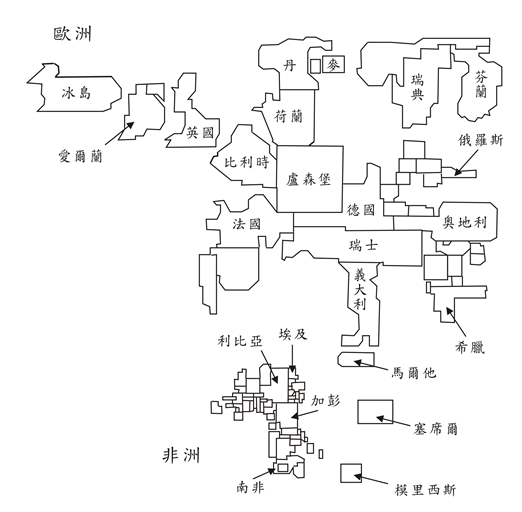 歐洲
丹
麥
冰島
瑞典
芬蘭
荷蘭
英國
愛爾蘭
俄羅斯
比利時
盧森堡
德國
法國
奧地利
瑞士
義大利
希臘
利比亞
埃及
馬爾他
加彭
塞席爾
非洲
南非
模里西斯